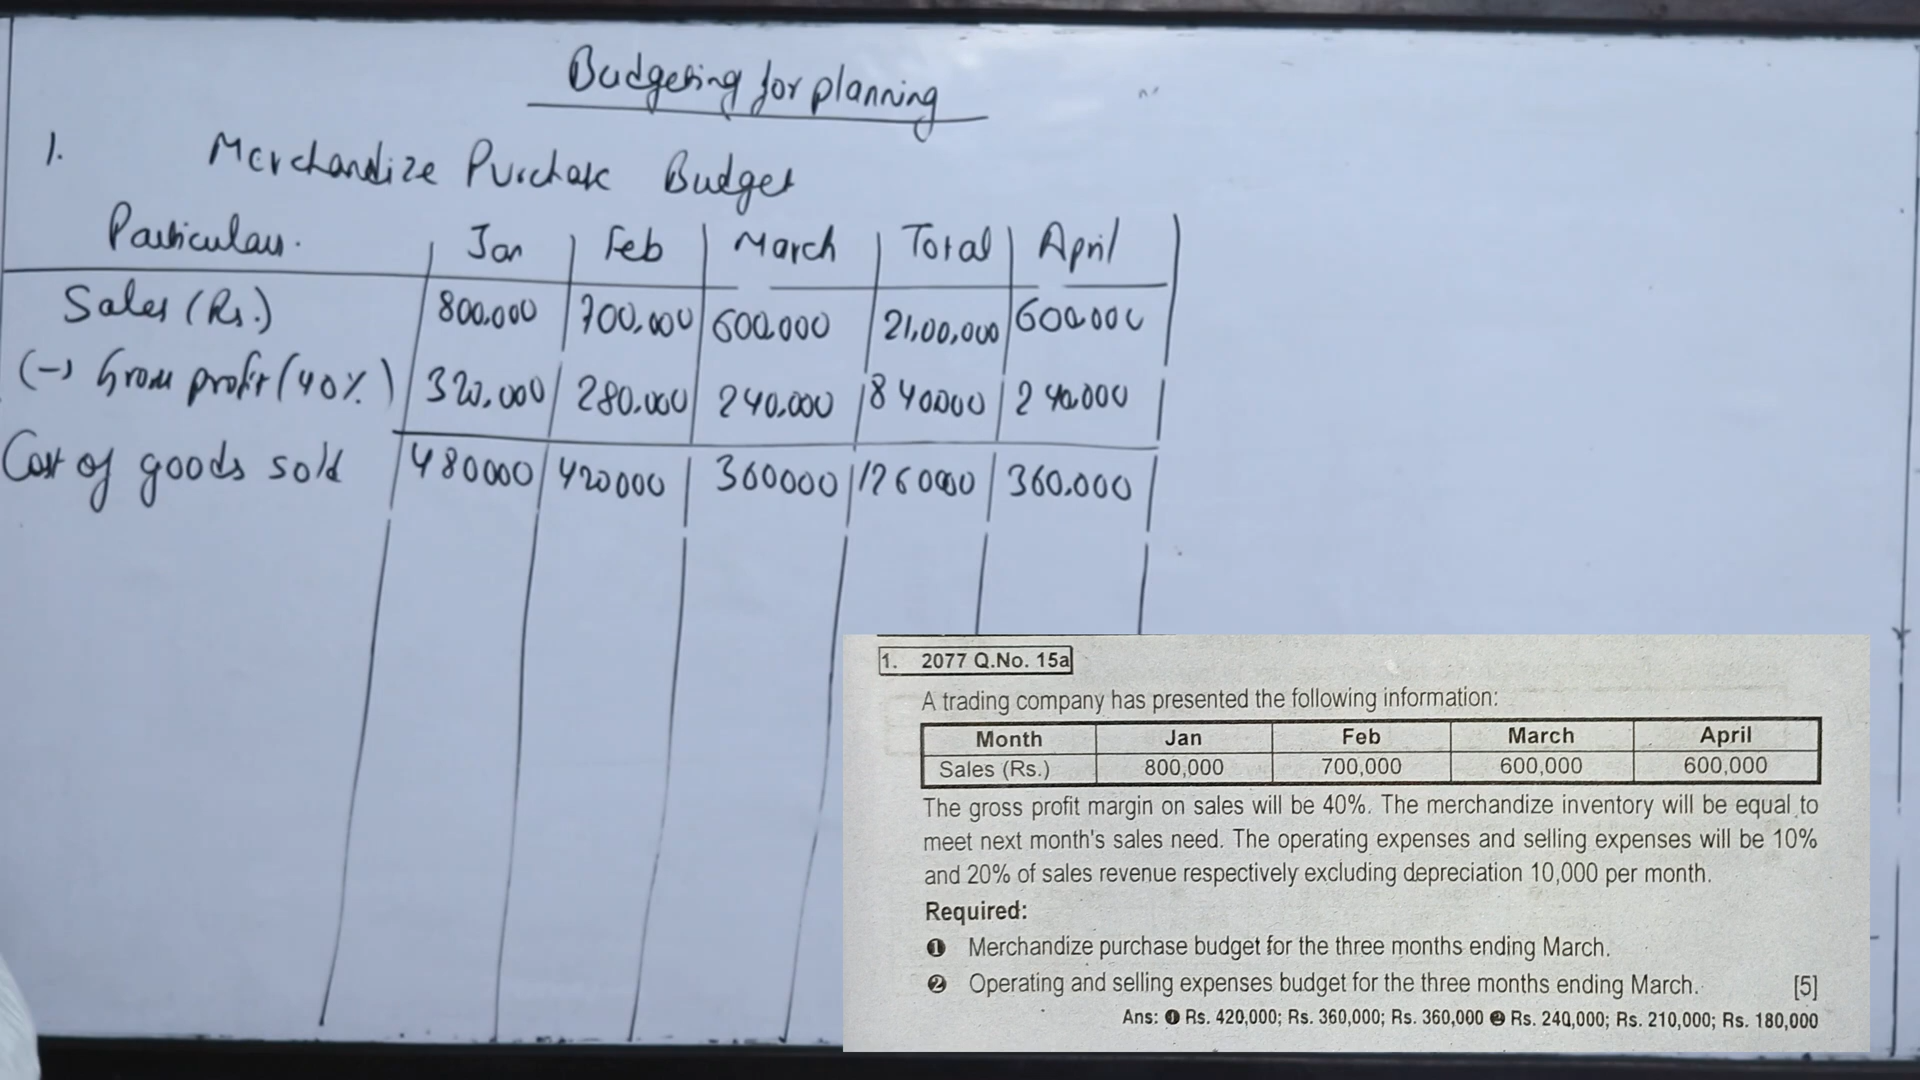 Budgeting for planning
1. Merchandize Purchase Budget
Particulars. Jan Feb March Total April
Sales (Rs.) 800,000 700,000 600,000 21,00,000 600,000
(-) Gross profit (40%) 320,000 280,000 240,000 840000 240,000
Cost of goods sold 480000 420000 360000 1260000 360,000
1. 2077 Q.No. 15a
A trading company has presented the following information:
Month Jan Feb March April
Sales (Rs.) 800,000 700,000 600,000 600,000
The gross profit margin on sales will be 40%. The merchandize inventory will be equal to
meet next month's sales need. The operating expenses and selling expenses will be 10%
and 20% of sales revenue respectively excluding depreciation 10,000 per month.
Required:
❶ Merchandize purchase budget for the three months ending March.
❷ Operating and selling expenses budget for the three months ending March. [5]
Ans: ❶ Rs. 420,000; Rs. 360,000; Rs. 360,000 ❷ Rs. 240,000; Rs. 210,000; Rs. 180,000